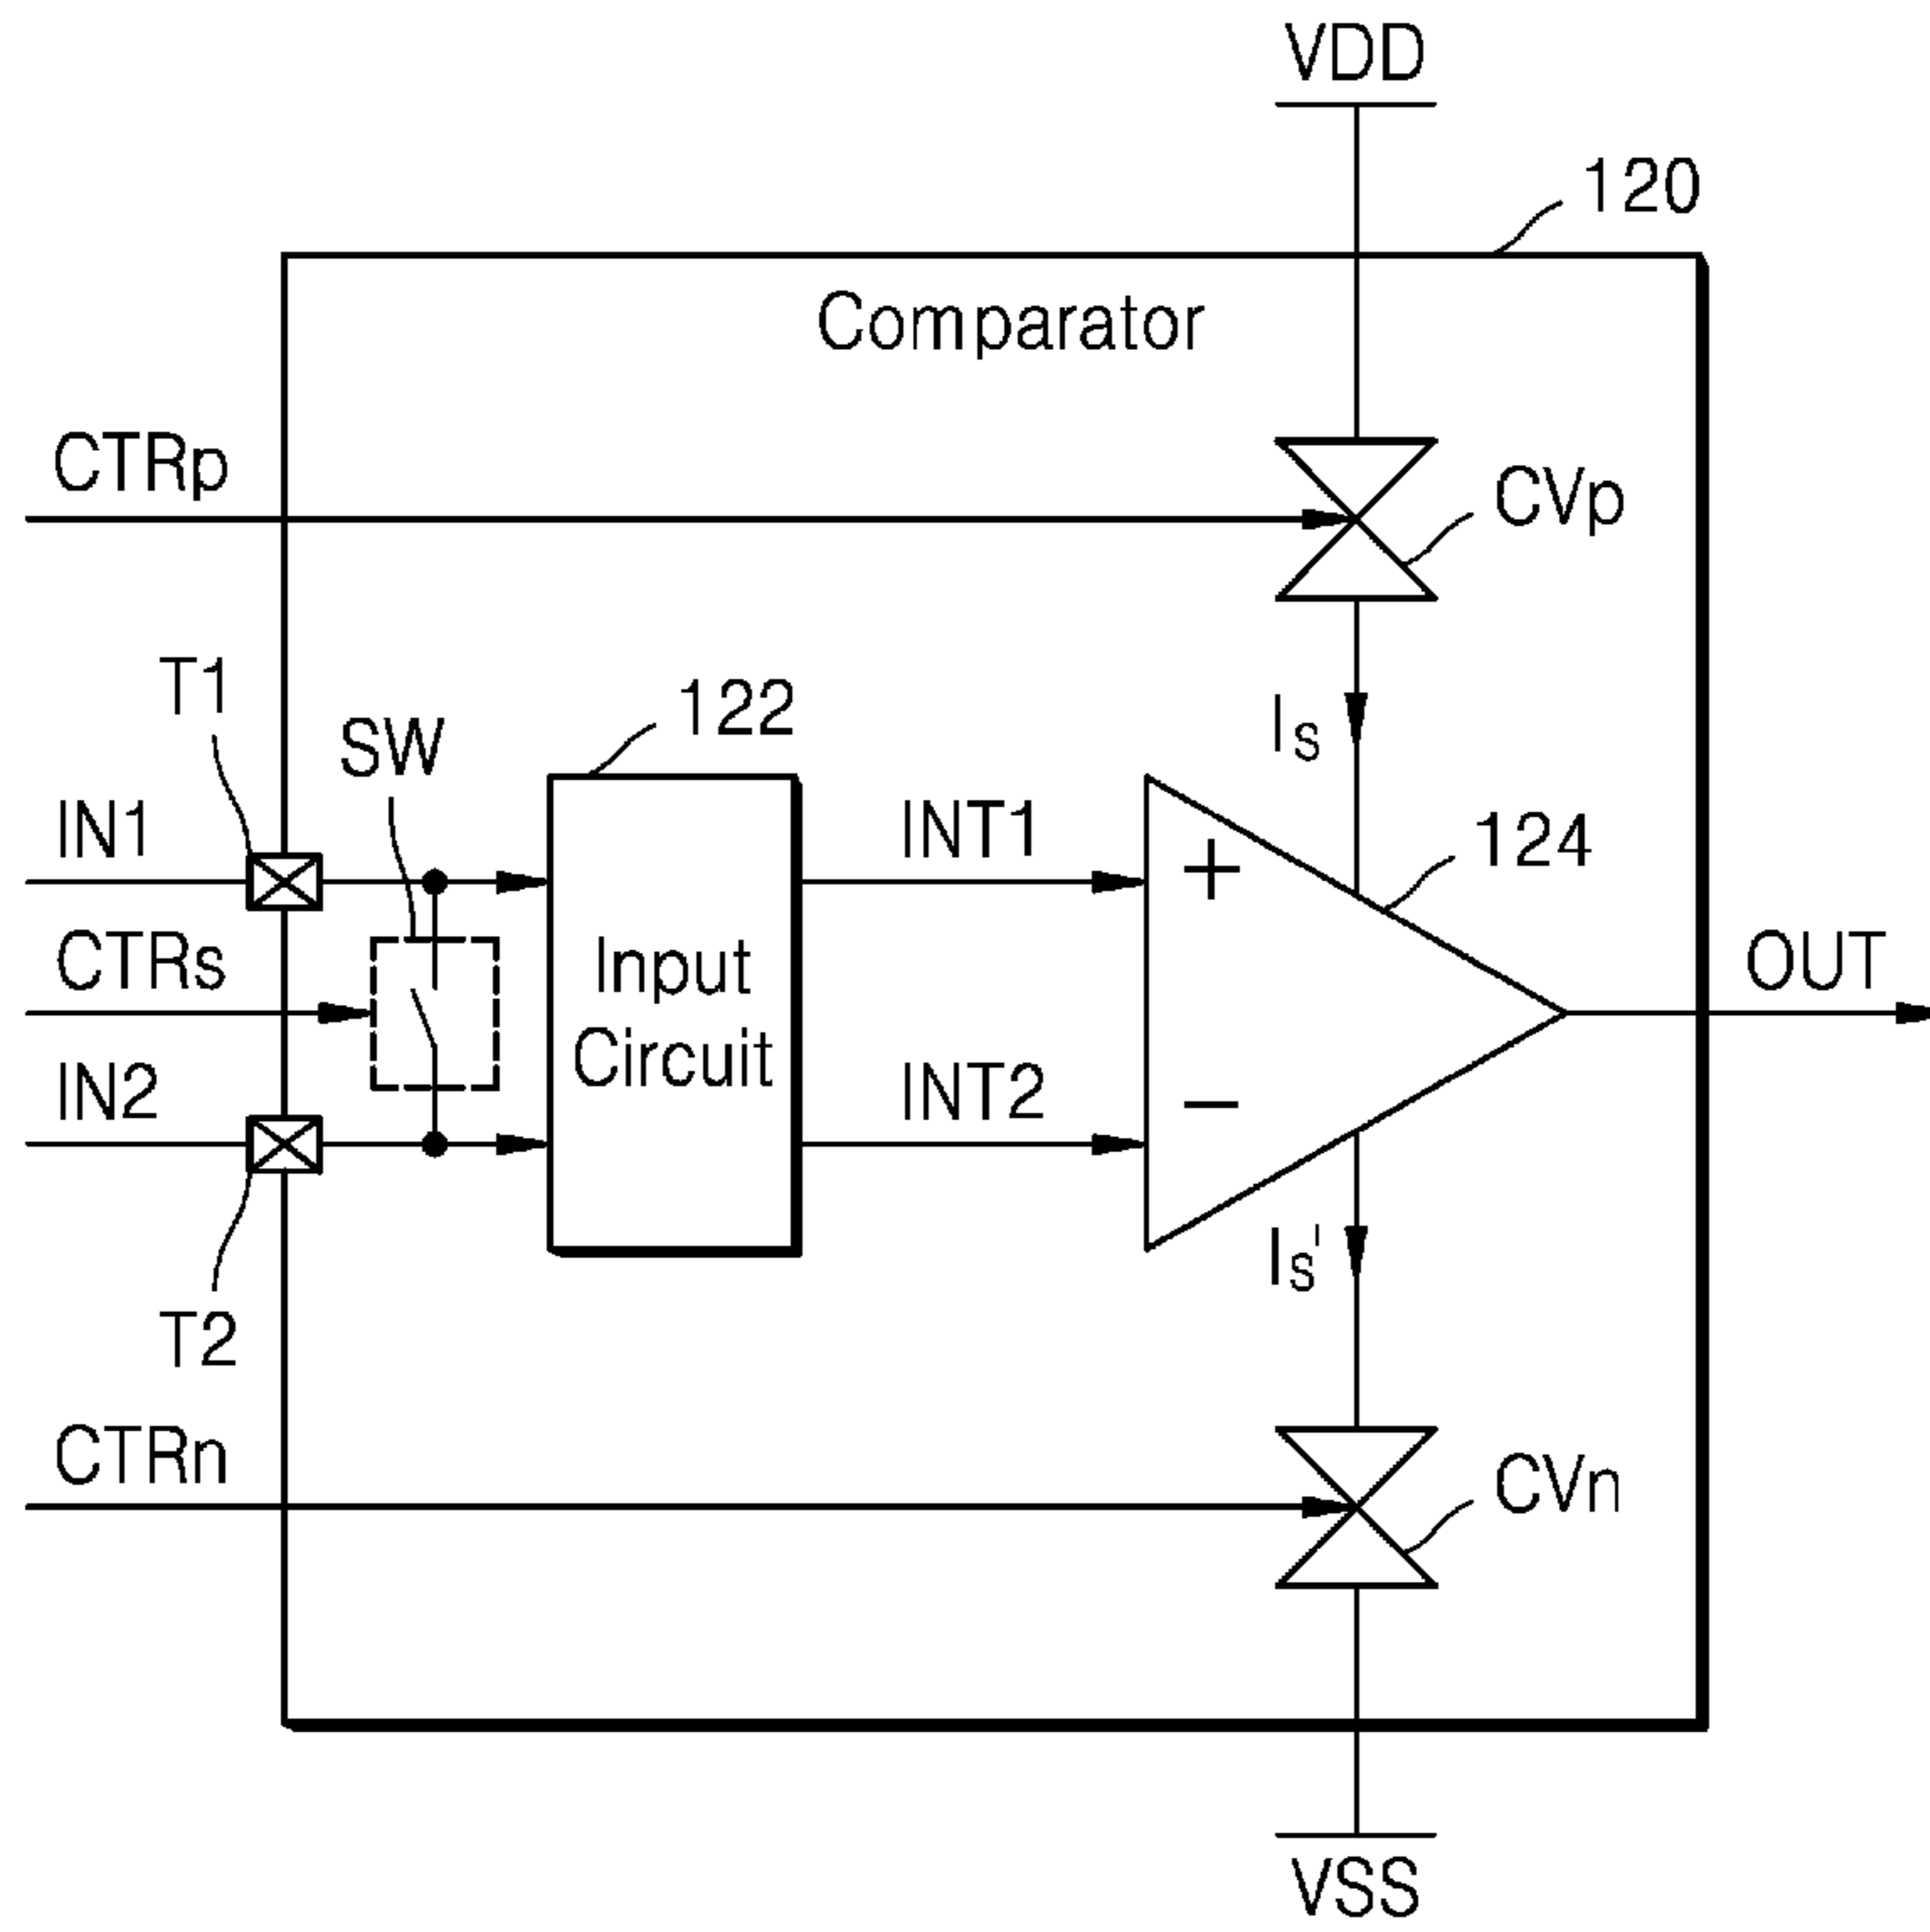 VDD
120
Comparator
CTRp
CVp
T1
SW
122
Is
IN1
INT1
+
124
CTRs
Input
Circuit
OUT
IN2
INT2
−
Is'
T2
CTRn
CVn
VSS